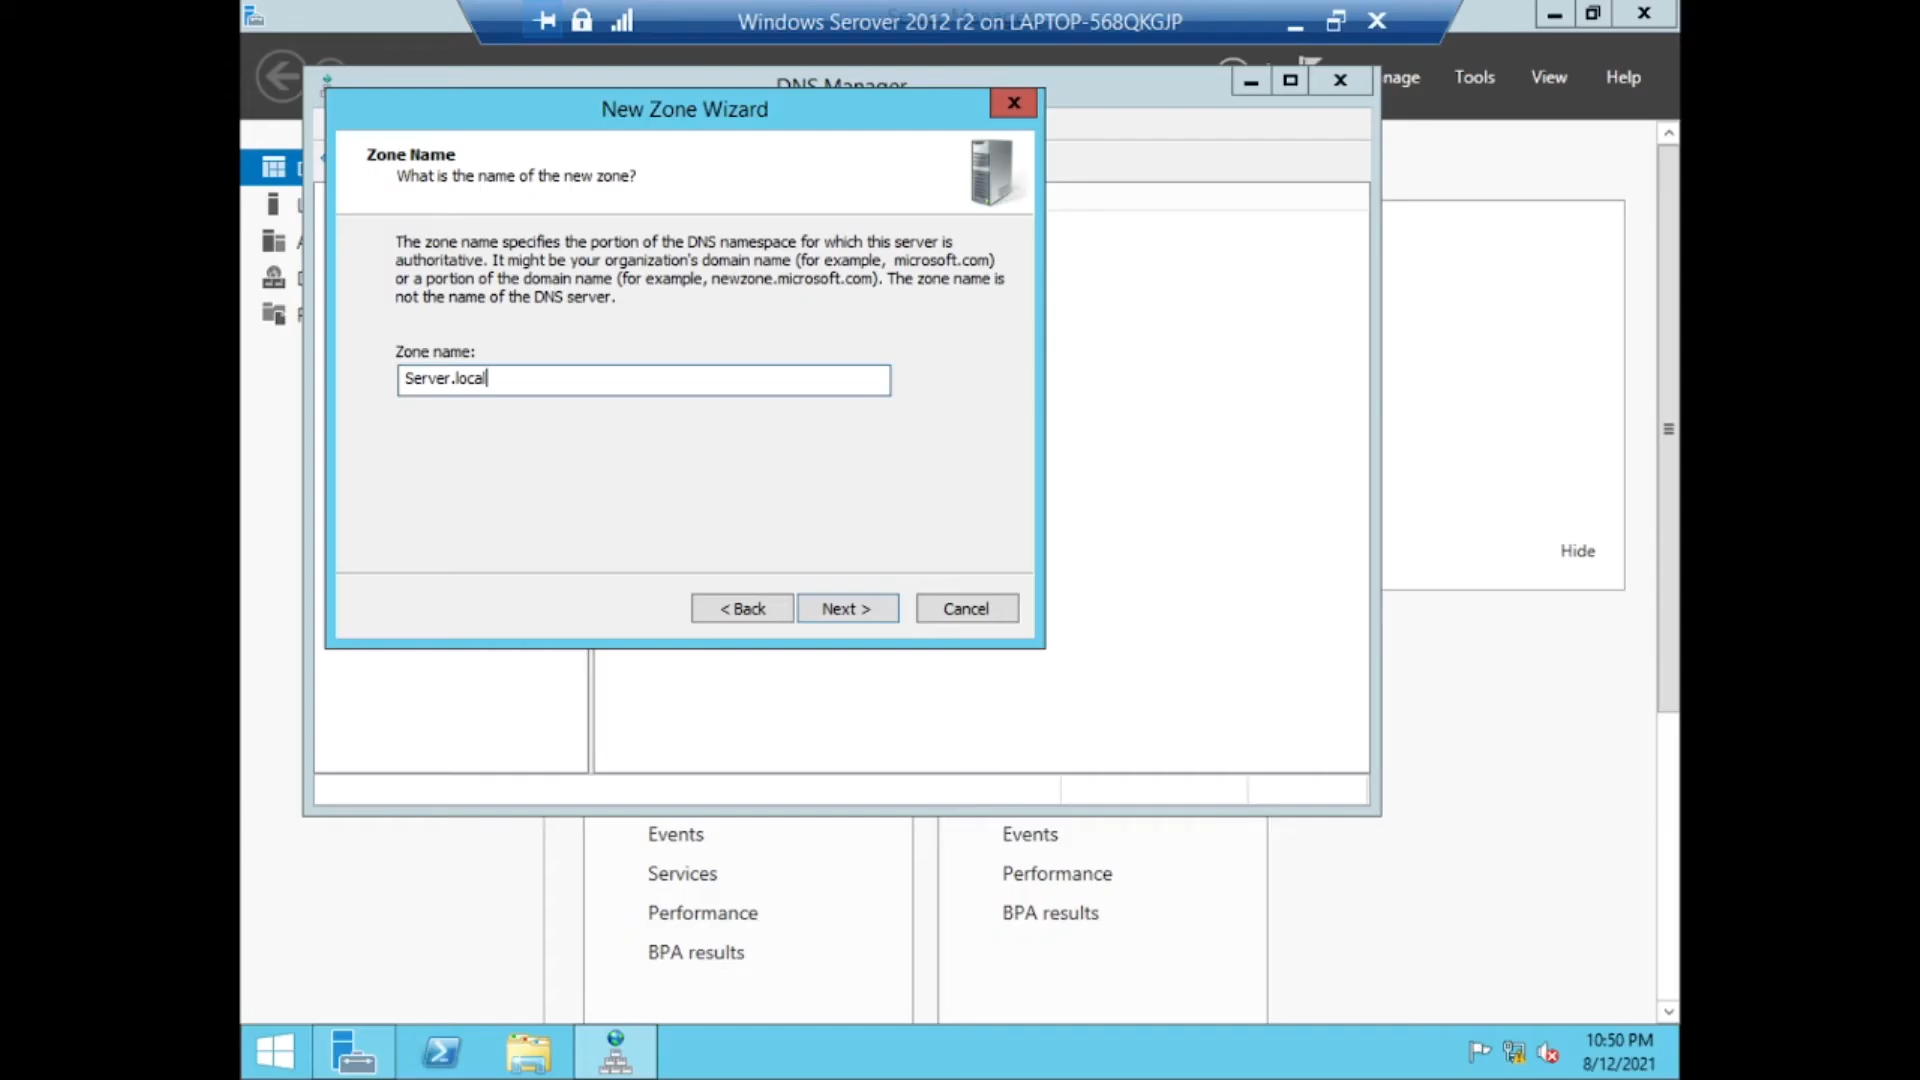 Windows Serover 2012 r2 on LAPTOP-568QKGJP
DNS Manager
nage
Tools
View
Help
New Zone Wizard
Zone Name
What is the name of the new zone?
The zone name specifies the portion of the DNS namespace for which this server is
authoritative. It might be your organization's domain name (for example, microsoft.com)
or a portion of the domain name (for example, newzone.microsoft.com). The zone name is
not the name of the DNS server.
Zone name:
Server.local
< Back
Next >
Cancel
Hide
Events
Services
Performance
BPA results
Events
Performance
BPA results
10:50 PM
8/12/2021